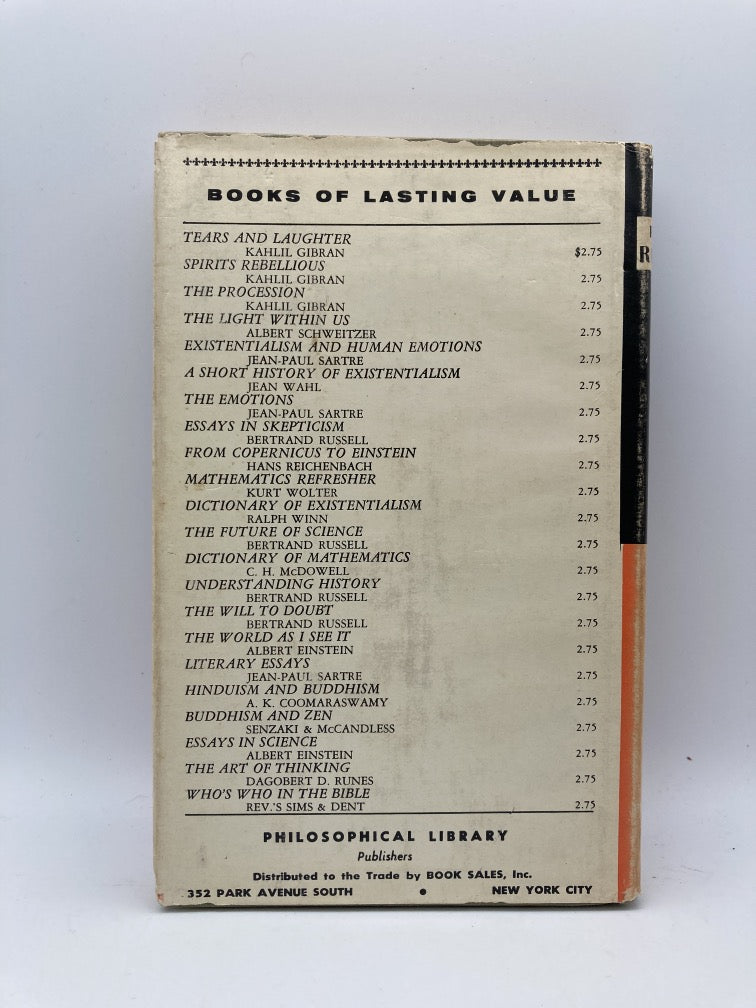 BOOKS OF LASTING VALUE
TEARS AND LAUGHTER
KAHLIL GIBRAN $2.75
SPIRITS REBELLIOUS
KAHLIL GIBRAN 2.75
THE PROCESSION
KAHLIL GIBRAN 2.75
THE LIGHT WITHIN US
ALBERT SCHWEITZER 2.75
EXISTENTIALISM AND HUMAN EMOTIONS
JEAN-PAUL SARTRE 2.75
A SHORT HISTORY OF EXISTENTIALISM
JEAN WAHL 2.75
THE EMOTIONS
JEAN-PAUL SARTRE 2.75
ESSAYS IN SKEPTICISM
BERTRAND RUSSELL 2.75
FROM COPERNICUS TO EINSTEIN
HANS REICHENBACH 2.75
MATHEMATICS REFRESHER
KURT WOLTER 2.75
DICTIONARY OF EXISTENTIALISM
RALPH WINN 2.75
THE FUTURE OF SCIENCE
BERTRAND RUSSELL 2.75
DICTIONARY OF MATHEMATICS
C. H. McDOWELL 2.75
UNDERSTANDING HISTORY
BERTRAND RUSSELL 2.75
THE WILL TO DOUBT
BERTRAND RUSSELL 2.75
THE WORLD AS I SEE IT
ALBERT EINSTEIN 2.75
LITERARY ESSAYS
JEAN-PAUL SARTRE 2.75
HINDUISM AND BUDDHISM
A. K. COOMARASWAMY 2.75
BUDDHISM AND ZEN
SENZAKI & McCANDLESS 2.75
ESSAYS IN SCIENCE
ALBERT EINSTEIN 2.75
THE ART OF THINKING
DAGOBERT D. RUNES 2.75
WHO'S WHO IN THE BIBLE
REV.'S SIMS & DENT 2.75
PHILOSOPHICAL LIBRARY
Publishers
Distributed to the Trade by BOOK SALES, Inc.
352 PARK AVENUE SOUTH • NEW YORK CITY